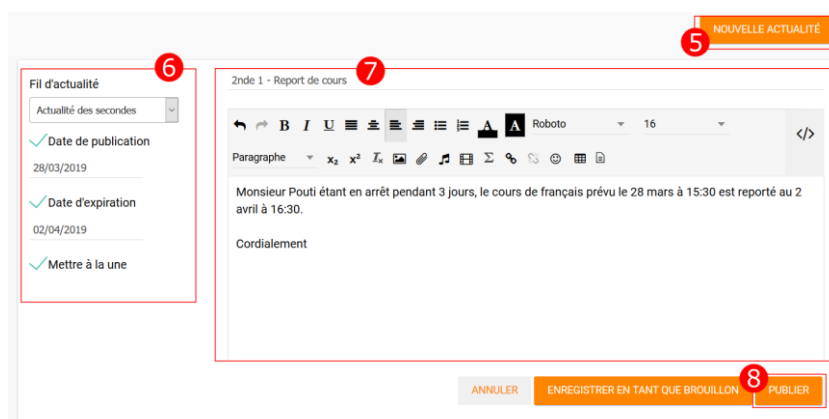 NOUVELLE ACTUALITÉ
5
6
7
Fil d'actualité
Actualité des secondes
Date de publication
28/03/2019
Date d'expiration
02/04/2019
Mettre à la une
2nde 1 - Report de cours
B I U A A Roboto 16 </>
Paragraphe x₂ x² Ix Σ
Monsieur Pouti étant en arrêt pendant 3 jours, le cours de français prévu le 28 mars à 15:30 est reporté au 2
avril à 16:30.
Cordialement
8
ANNULER ENREGISTRER EN TANT QUE BROUILLON PUBLIER